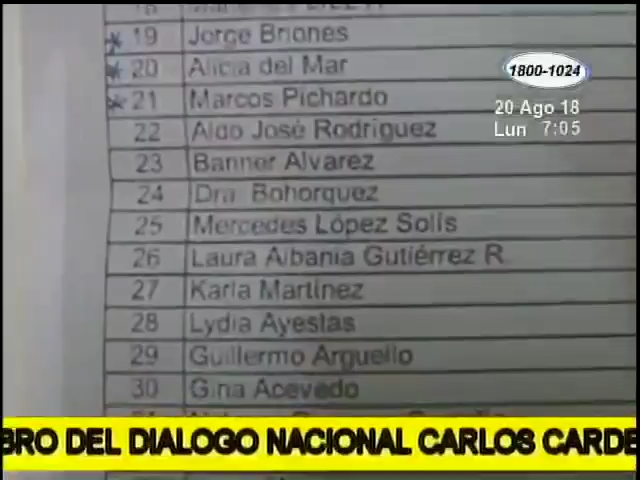 19 Jorge Briones
20 Alicia del Mar
21 Marcos Pichardo
22 Aldo José Rodríguez
23 Banner Alvarez
24 Dra. Bohorquez
25 Mercedes López Solís
26 Laura Albania Gutiérrez R
27 Karla Martínez
28 Lydia Ayestas
29 Guillermo Arguello
30 Gina Acevedo
1800-1024
20 Ago 18
Lun 7:05
BRO DEL DIALOGO NACIONAL CARLOS CARDE